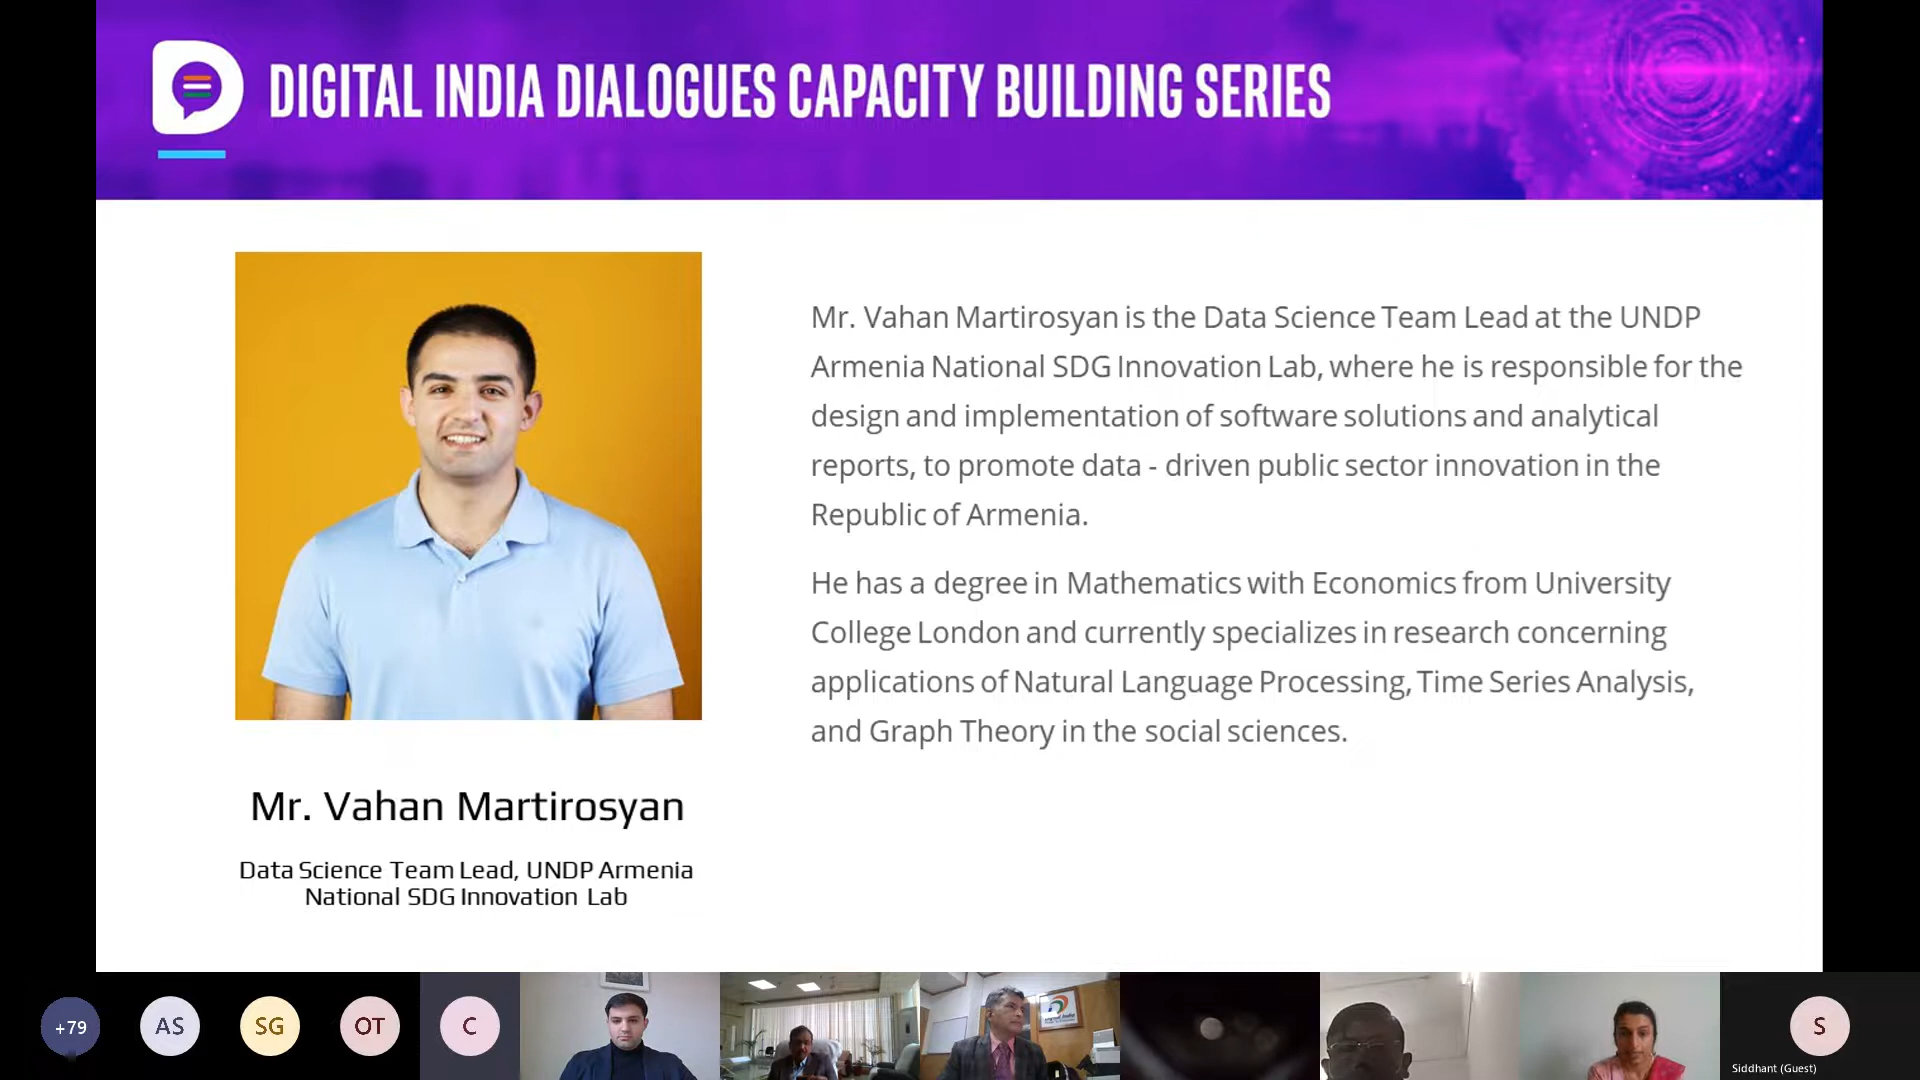 DIGITAL INDIA DIALOGUES CAPACITY BUILDING SERIES
Mr. Vahan Martirosyan is the Data Science Team Lead at the UNDP
Armenia National SDG Innovation Lab, where he is responsible for the
design and implementation of software solutions and analytical
reports, to promote data - driven public sector innovation in the
Republic of Armenia.
He has a degree in Mathematics with Economics from University
College London and currently specializes in research concerning
applications of Natural Language Processing, Time Series Analysis,
and Graph Theory in the social sciences.
Mr. Vahan Martirosyan
Data Science Team Lead, UNDP Armenia
National SDG Innovation Lab
+79
AS
SG
OT
C
S
Siddhant (Guest)